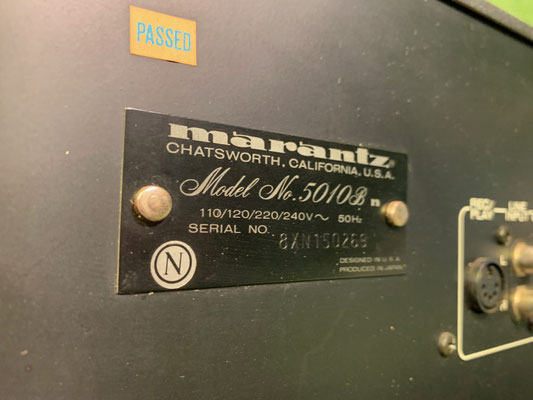 PASSED
marantz®
CHATSWORTH, CALIFORNIA, U.S.A.
Model No. 5010B n
110/120/220/240V~ 50Hz
SERIAL NO. 8XN150269
N
DESIGNED IN U.S.A.
PRODUCED IN JAPAN
REC/ LINE
PLAY INPUT